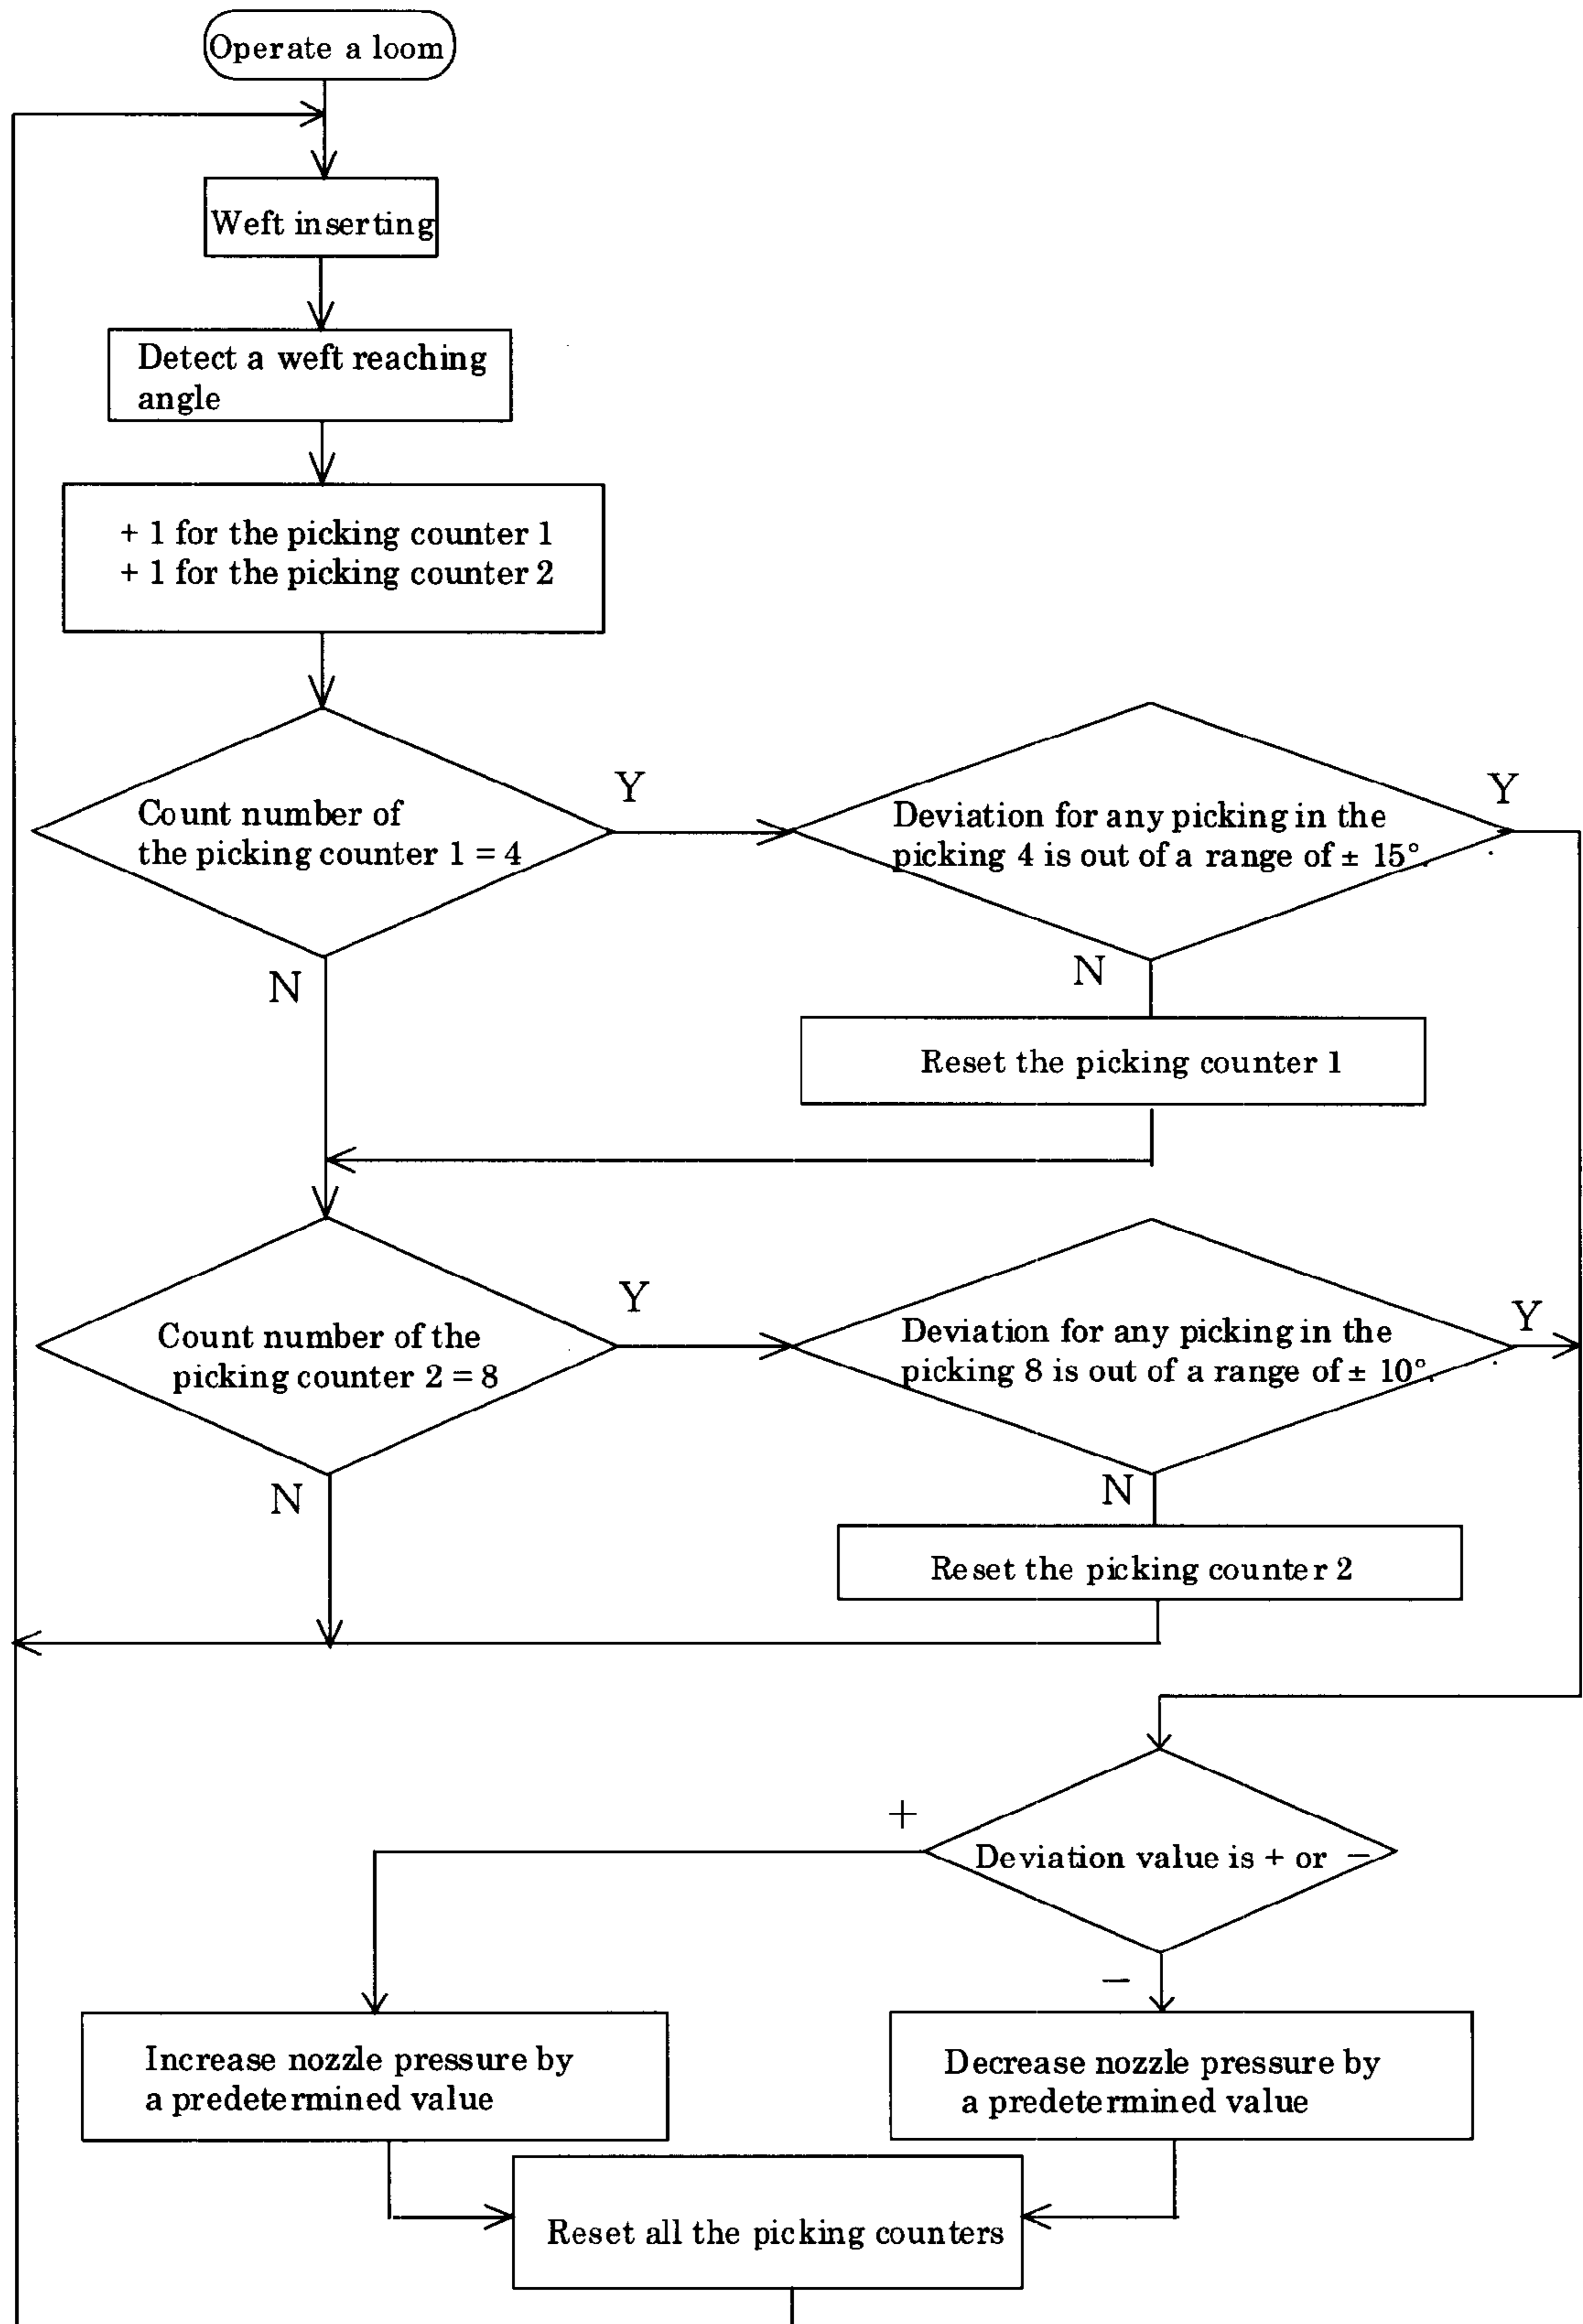 Operate a loom
Weft inserting
Detect a weft reaching
angle
+ 1 for the picking counter 1
+ 1 for the picking counter 2
Count number of
the picking counter 1 = 4
Y
Deviation for any picking in the
picking 4 is out of a range of ± 15°.
Y
N
N
Reset the picking counter 1
Count number of the
picking counter 2 = 8
Y
Deviation for any picking in the
picking 8 is out of a range of ± 10°.
Y
N
N
Reset the picking counter 2
Deviation value is + or −
+
−
Increase nozzle pressure by
a predetermined value
Decrease nozzle pressure by
a predetermined value
Reset all the picking counters